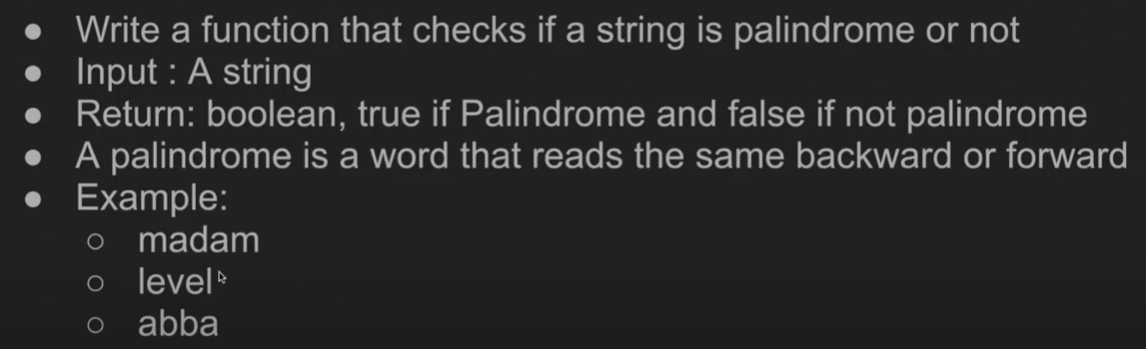 ● Write a function that checks if a string is palindrome or not
● Input : A string
● Return: boolean, true if Palindrome and false if not palindrome
● A palindrome is a word that reads the same backward or forward
● Example:
○ madam
○ level
○ abba